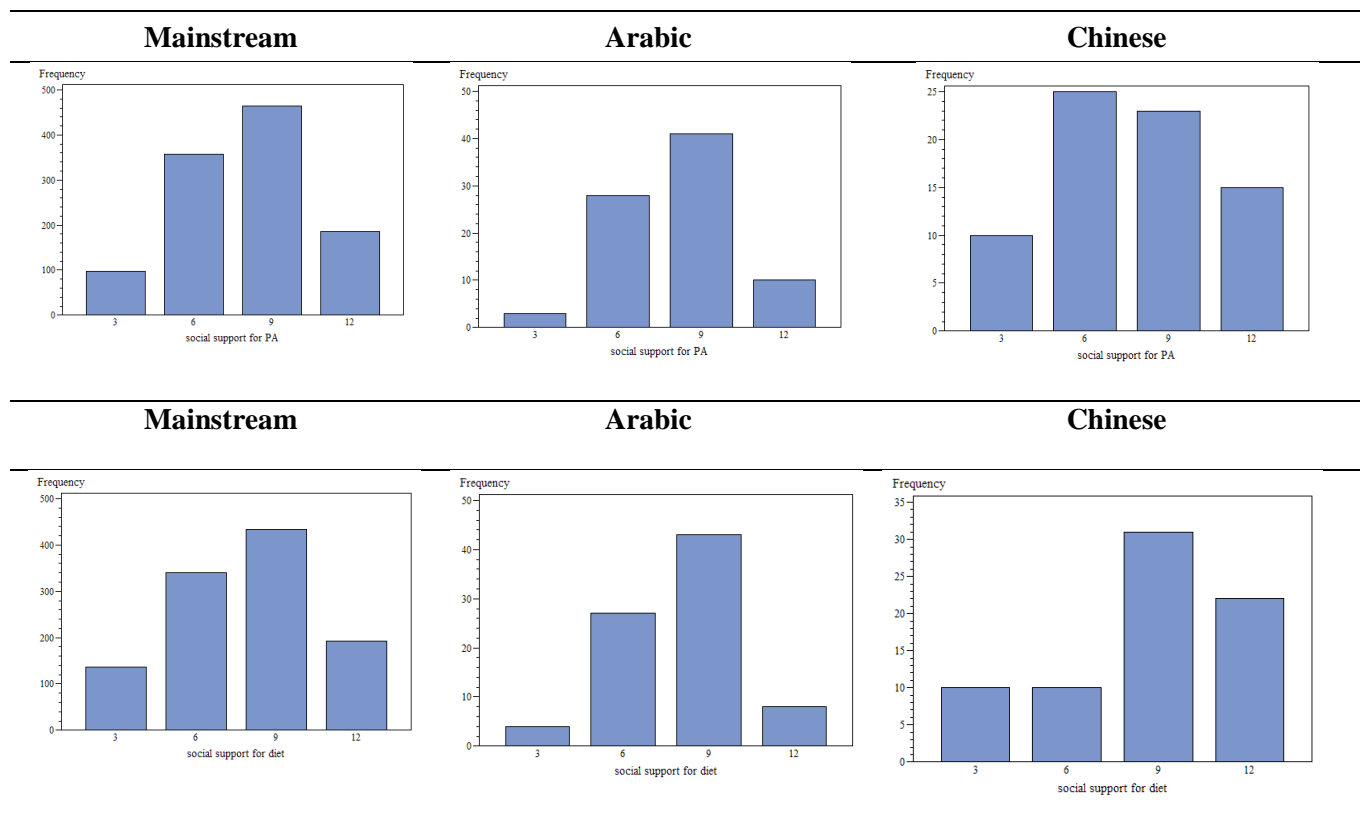 Mainstream Arabic Chinese
Frequency
500
400
300
200
100
0
3 6 9 12
social support for PA
Frequency
50
40
30
20
10
0
3 6 9 12
social support for PA
Frequency
25
20
15
10
5
0
3 6 9 12
social support for PA
Mainstream Arabic Chinese
Frequency
500
400
300
200
100
0
3 6 9 12
social support for diet
Frequency
50
40
30
20
10
0
3 6 9 12
social support for diet
Frequency
35
30
25
20
15
10
5
0
3 6 9 12
social support for diet